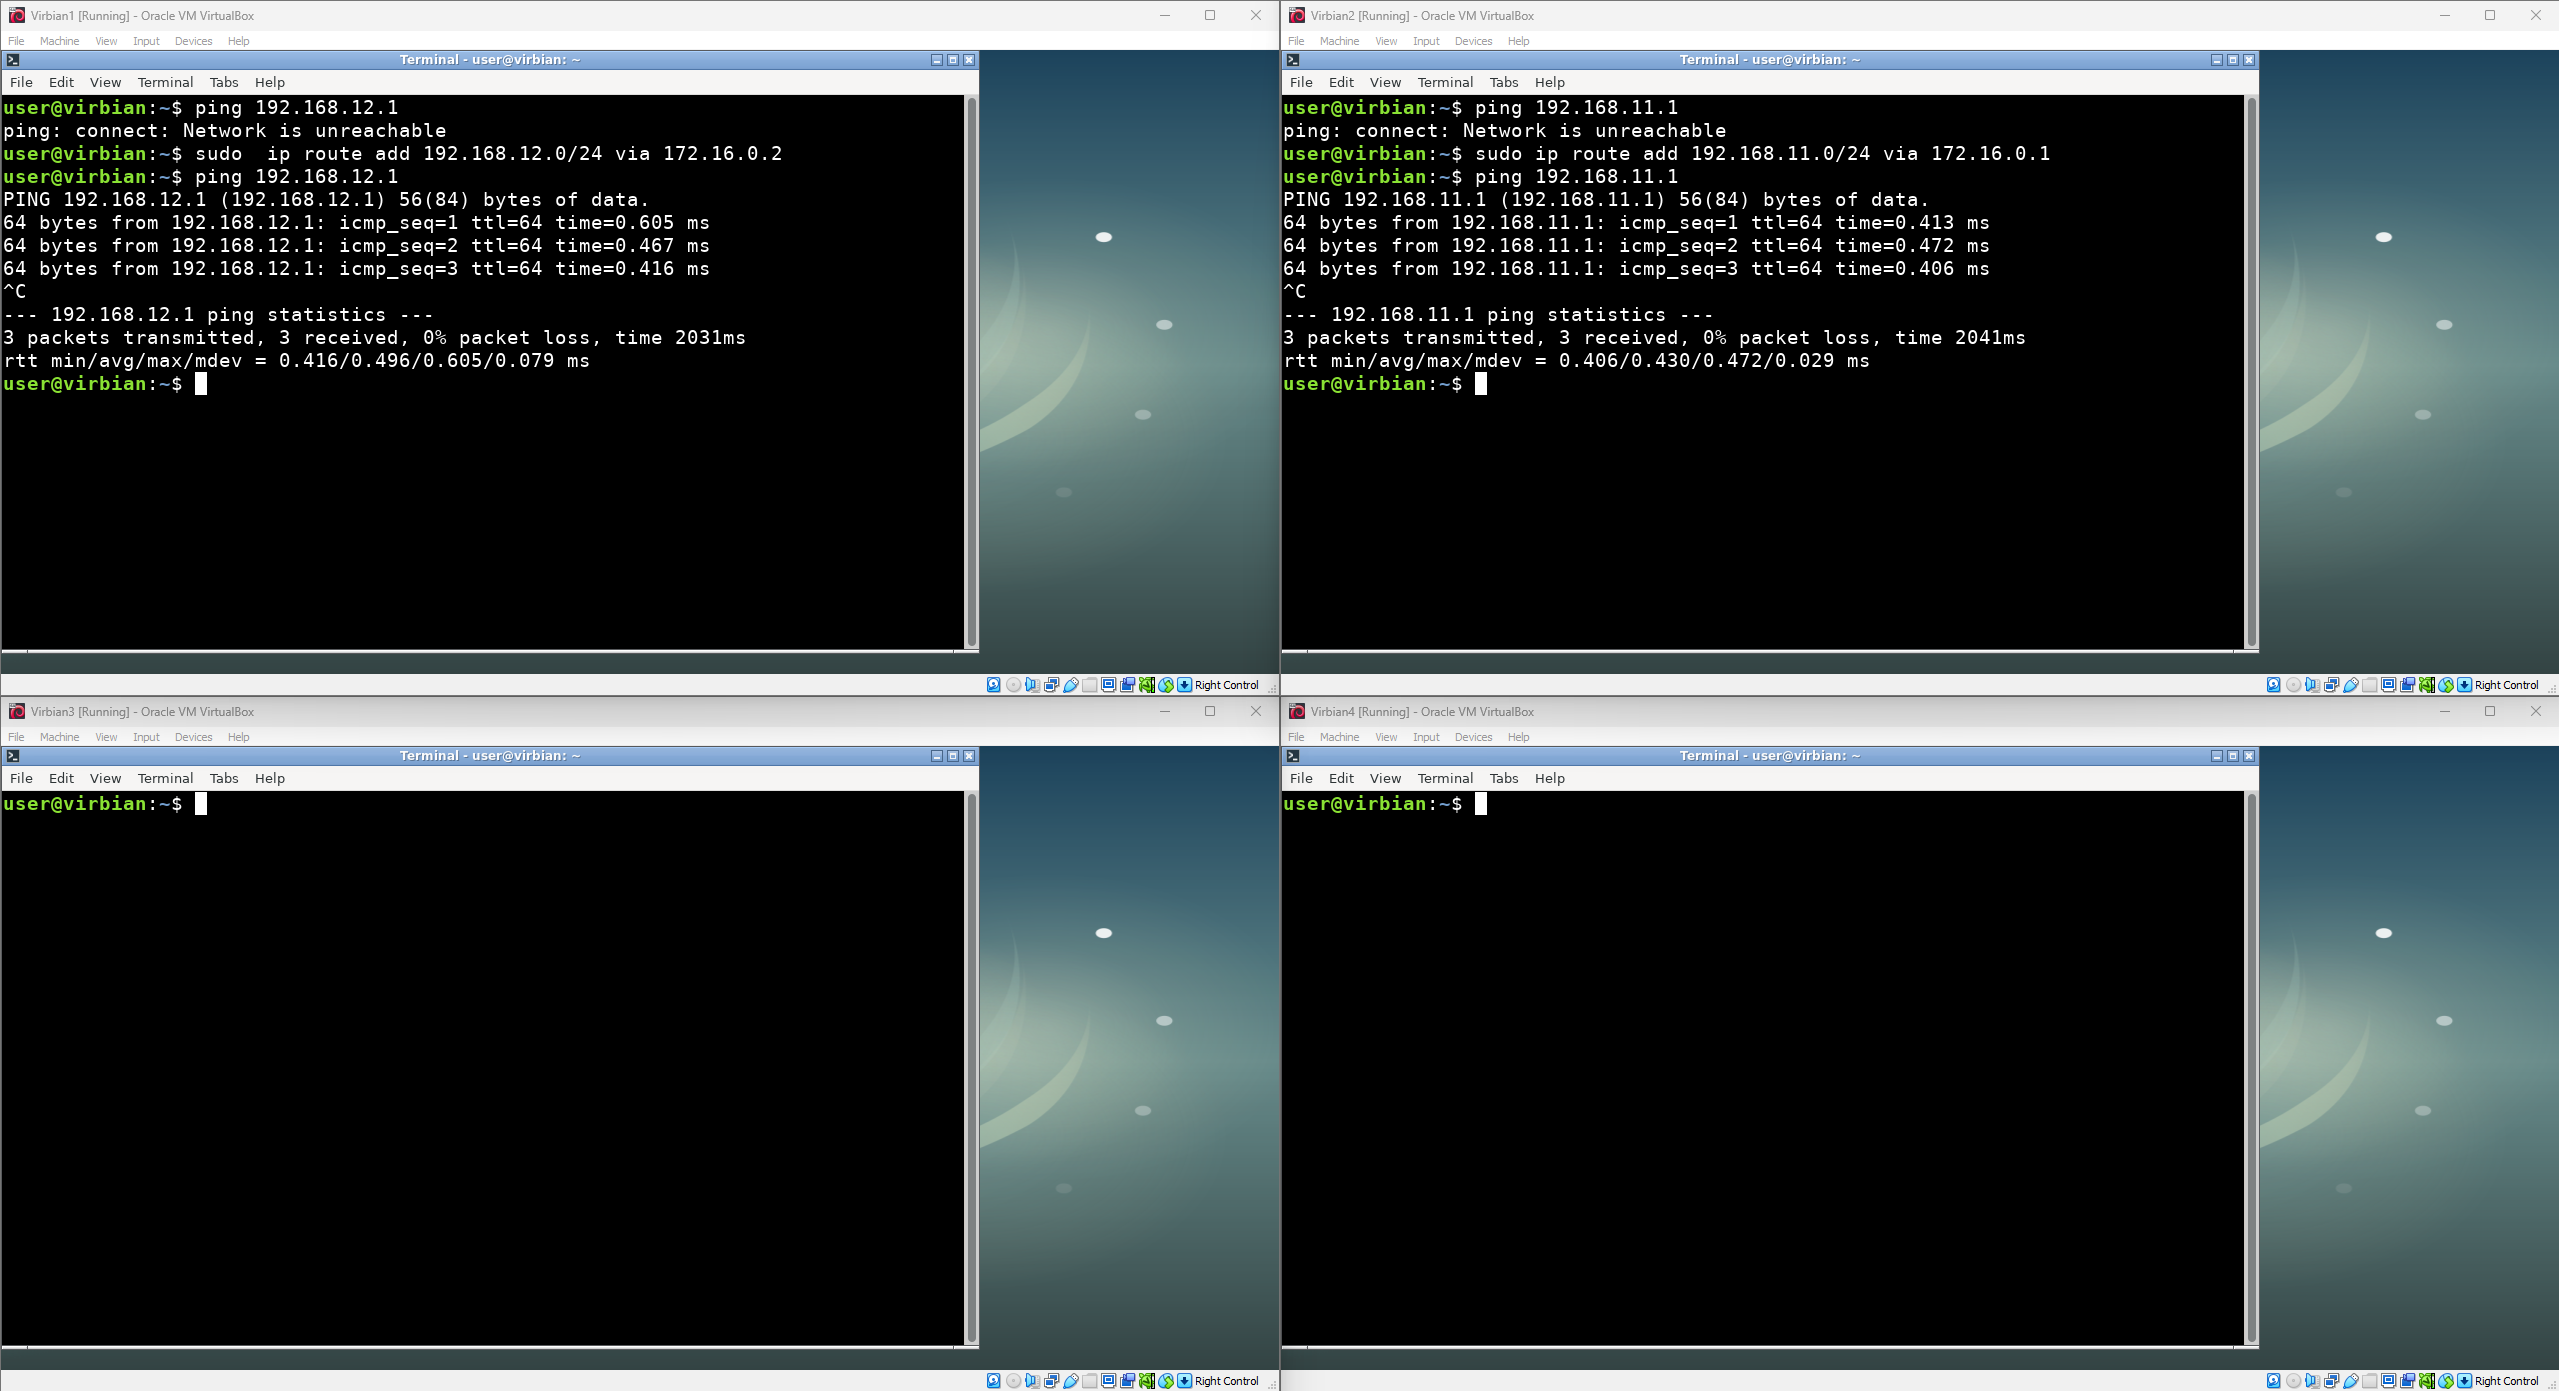 Virbian1 [Running] - Oracle VM VirtualBox
File Machine View Input Devices Help
Terminal - user@virbian: ~
File Edit View Terminal Tabs Help
user@virbian:~$ ping 192.168.12.1
ping: connect: Network is unreachable
user@virbian:~$ sudo  ip route add 192.168.12.0/24 via 172.16.0.2
user@virbian:~$ ping 192.168.12.1
PING 192.168.12.1 (192.168.12.1) 56(84) bytes of data.
64 bytes from 192.168.12.1: icmp_seq=1 ttl=64 time=0.605 ms
64 bytes from 192.168.12.1: icmp_seq=2 ttl=64 time=0.467 ms
64 bytes from 192.168.12.1: icmp_seq=3 ttl=64 time=0.416 ms
^C
--- 192.168.12.1 ping statistics ---
3 packets transmitted, 3 received, 0% packet loss, time 2031ms
rtt min/avg/max/mdev = 0.416/0.496/0.605/0.079 ms
user@virbian:~$
Right Control
Virbian2 [Running] - Oracle VM VirtualBox
File Machine View Input Devices Help
Terminal - user@virbian: ~
File Edit View Terminal Tabs Help
user@virbian:~$ ping 192.168.11.1
ping: connect: Network is unreachable
user@virbian:~$ sudo ip route add 192.168.11.0/24 via 172.16.0.1
user@virbian:~$ ping 192.168.11.1
PING 192.168.11.1 (192.168.11.1) 56(84) bytes of data.
64 bytes from 192.168.11.1: icmp_seq=1 ttl=64 time=0.413 ms
64 bytes from 192.168.11.1: icmp_seq=2 ttl=64 time=0.472 ms
64 bytes from 192.168.11.1: icmp_seq=3 ttl=64 time=0.406 ms
^C
--- 192.168.11.1 ping statistics ---
3 packets transmitted, 3 received, 0% packet loss, time 2041ms
rtt min/avg/max/mdev = 0.406/0.430/0.472/0.029 ms
user@virbian:~$
Right Control
Virbian3 [Running] - Oracle VM VirtualBox
File Machine View Input Devices Help
Terminal - user@virbian: ~
File Edit View Terminal Tabs Help
user@virbian:~$
Right Control
Virbian4 [Running] - Oracle VM VirtualBox
File Machine View Input Devices Help
Terminal - user@virbian: ~
File Edit View Terminal Tabs Help
user@virbian:~$
Right Control